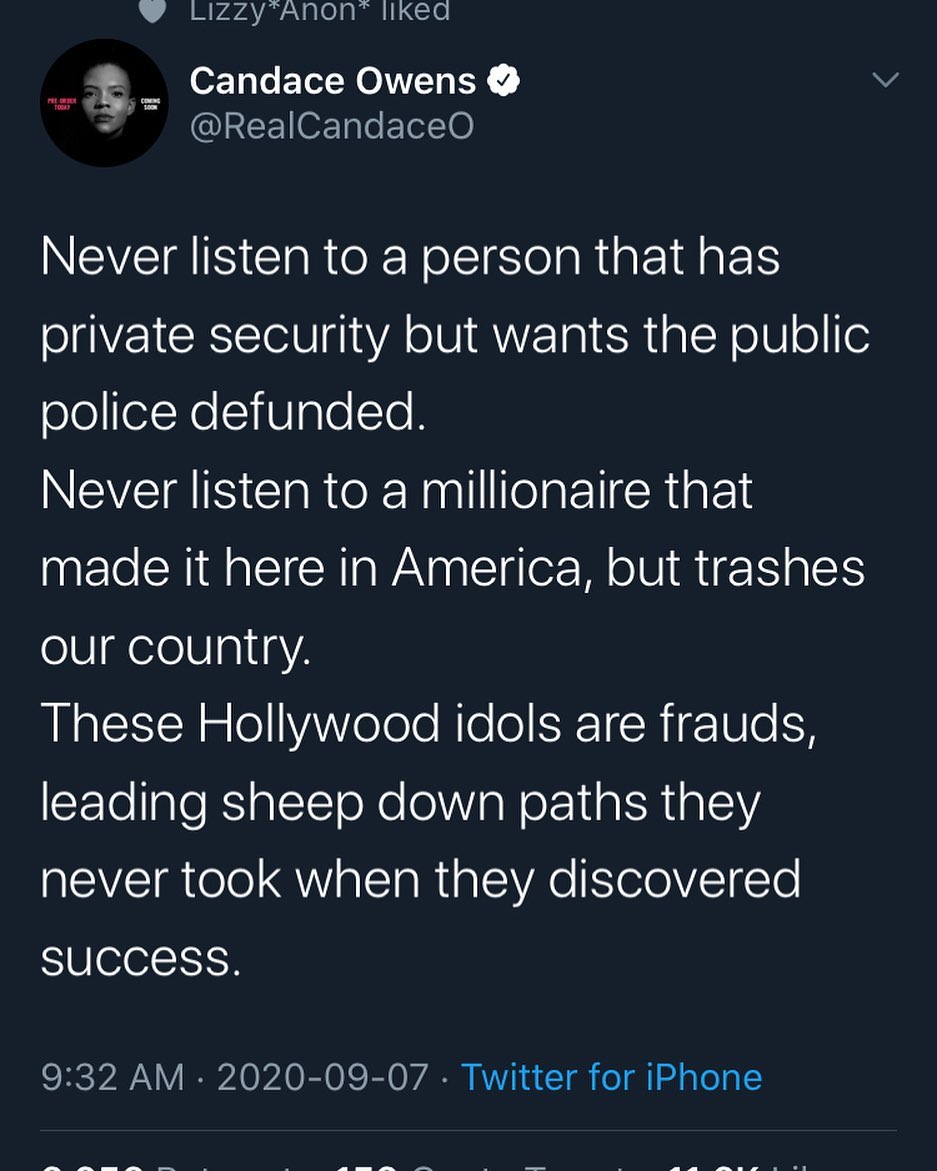 Lizzy*Anon* liked
Candace Owens
PRE-ORDER
TODAY
COMING
SOON
@RealCandaceO
Never listen to a person that has
private security but wants the public
police defunded.
Never listen to a millionaire that
made it here in America, but trashes
our country.
These Hollywood idols are frauds,
leading sheep down paths they
never took when they discovered
success.
9:32 AM · 2020-09-07 · Twitter for iPhone